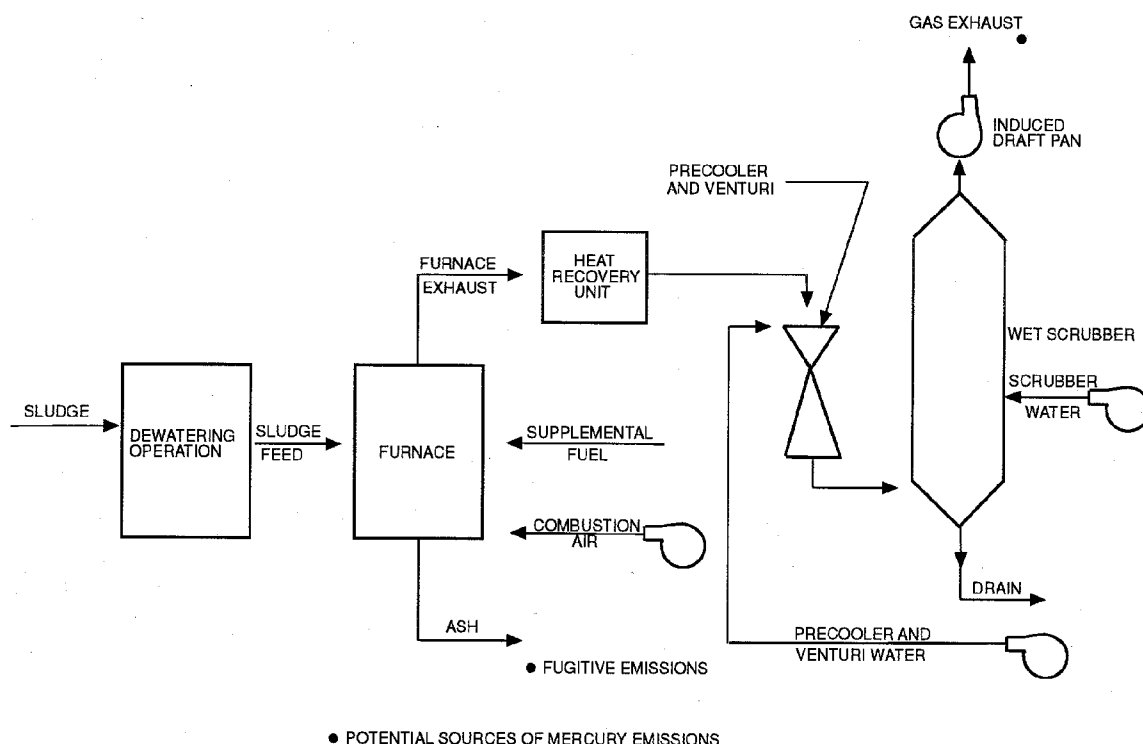 GAS EXHAUST
●
INDUCED
DRAFT PAN
PRECOOLER
AND VENTURI
FURNACE
EXHAUST
HEAT
RECOVERY
UNIT
WET SCRUBBER
SCRUBBER
WATER
SLUDGE
DEWATERING
OPERATION
SLUDGE
FEED
FURNACE
SUPPLEMENTAL
FUEL
COMBUSTION
AIR
DRAIN
ASH
PRECOOLER AND
VENTURI WATER
● FUGITIVE EMISSIONS
● POTENTIAL SOURCES OF MERCURY EMISSIONS